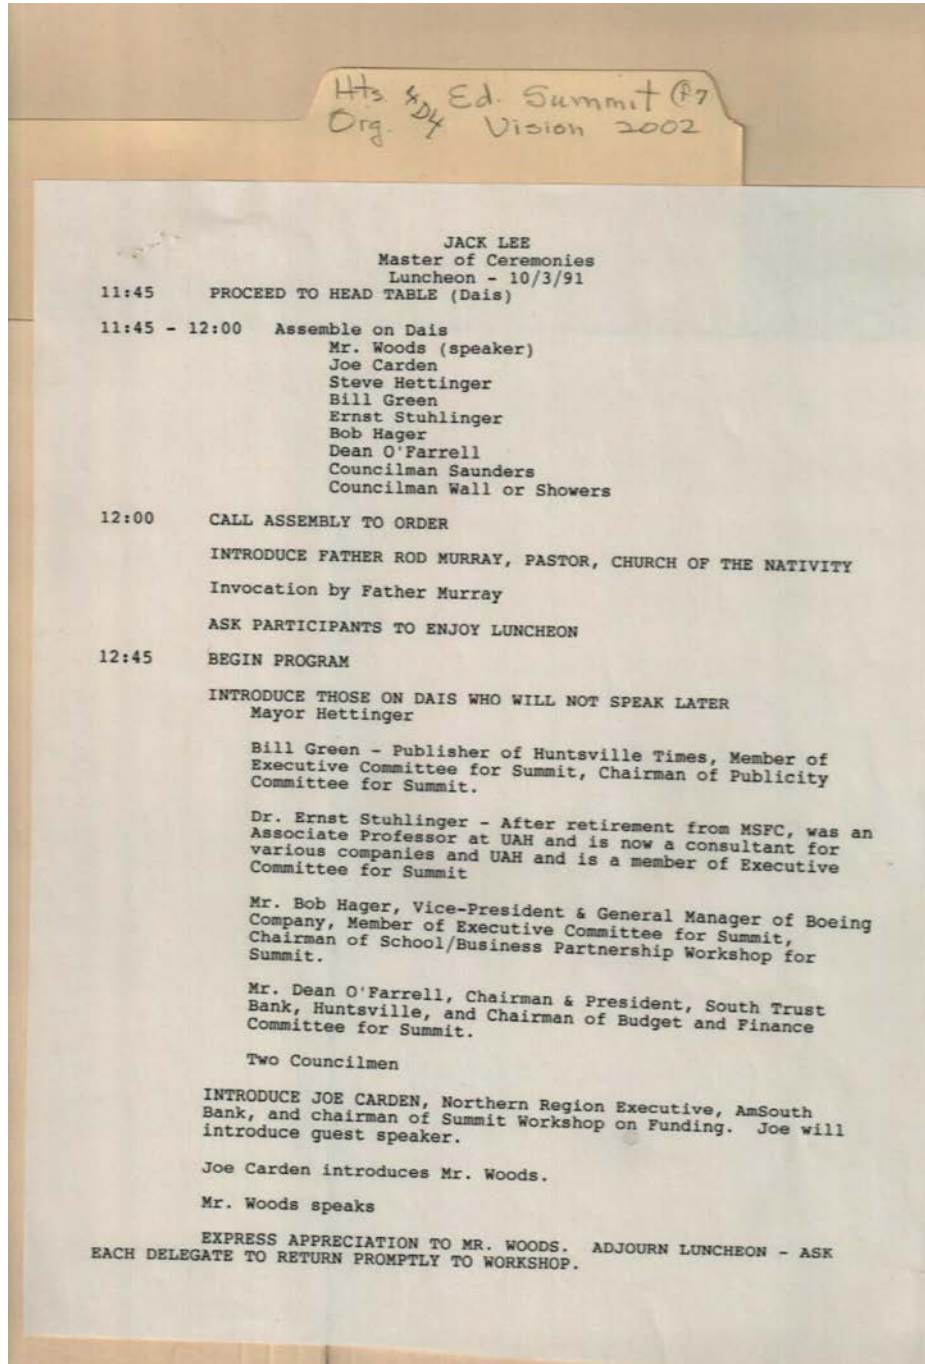 Hts. & Ed. Summit P7
Org. D4 Vision 2002
JACK LEE
Master of Ceremonies
Luncheon - 10/3/91
11:45 PROCEED TO HEAD TABLE (Dais)
11:45 - 12:00 Assemble on Dais
Mr. Woods (speaker)
Joe Carden
Steve Hettinger
Bill Green
Ernst Stuhlinger
Bob Hager
Dean O'Farrell
Councilman Saunders
Councilman Wall or Showers
12:00 CALL ASSEMBLY TO ORDER
INTRODUCE FATHER ROD MURRAY, PASTOR, CHURCH OF THE NATIVITY
Invocation by Father Murray
ASK PARTICIPANTS TO ENJOY LUNCHEON
12:45 BEGIN PROGRAM
INTRODUCE THOSE ON DAIS WHO WILL NOT SPEAK LATER
Mayor Hettinger
Bill Green - Publisher of Huntsville Times, Member of
Executive Committee for Summit, Chairman of Publicity
Committee for Summit.
Dr. Ernst Stuhlinger - After retirement from MSFC, was an
Associate Professor at UAH and is now a consultant for
various companies and UAH and is a member of Executive
Committee for Summit
Mr. Bob Hager, Vice-President & General Manager of Boeing
Company, Member of Executive Committee for Summit,
Chairman of School/Business Partnership Workshop for
Summit.
Mr. Dean O'Farrell, Chairman & President, South Trust
Bank, Huntsville, and Chairman of Budget and Finance
Committee for Summit.
Two Councilmen
INTRODUCE JOE CARDEN, Northern Region Executive, AmSouth
Bank, and chairman of Summit Workshop on Funding. Joe will
introduce guest speaker.
Joe Carden introduces Mr. Woods.
Mr. Woods speaks
EXPRESS APPRECIATION TO MR. WOODS. ADJOURN LUNCHEON - ASK
EACH DELEGATE TO RETURN PROMPTLY TO WORKSHOP.